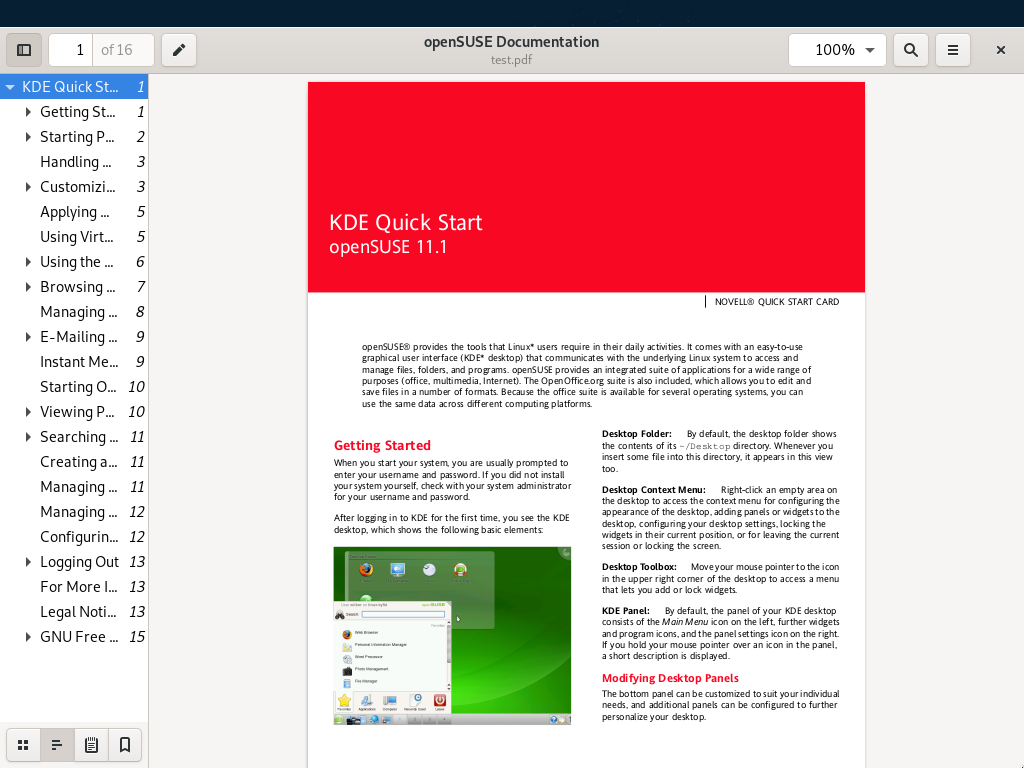 1
of 16
openSUSE Documentation
test.pdf
100%
KDE Quick St... 1
Getting St... 1
Starting P... 2
Handling ... 3
Customizi... 3
Applying ... 5
Using Virt... 5
Using the ... 6
Browsing ... 7
Managing ... 8
E-Mailing ... 9
Instant Me... 9
Starting O... 10
Viewing P... 10
Searching ... 11
Creating a... 11
Managing ... 11
Managing ... 12
Configurin... 12
Logging Out 13
For More I... 13
Legal Noti... 13
GNU Free ... 15
KDE Quick Start
openSUSE 11.1
NOVELL® QUICK START CARD
openSUSE® provides the tools that Linux* users require in their daily activities. It comes with an easy-to-use
graphical user interface (KDE* desktop) that communicates with the underlying Linux system to access and
manage files, folders, and programs. openSUSE provides an integrated suite of applications for a wide range of
purposes (office, multimedia, Internet). The OpenOffice.org suite is also included, which allows you to edit and
save files in a number of formats. Because the office suite is available for several operating systems, you can
use the same data across different computing platforms.
Getting Started
When you start your system, you are usually prompted to
enter your username and password. If you did not install
your system yourself, check with your system administrator
for your username and password.
After logging in to KDE for the first time, you see the KDE
desktop, which shows the following basic elements:
Search:
Web Browser
Personal Information Manager
Word Processor
Photo Management
File Manager
Favorites
Applications
Computer
Recently Used
Leave
Desktop Folder: By default, the desktop folder shows
the contents of its ~/Desktop directory. Whenever you
insert some file into this directory, it appears in this view
too.
Desktop Context Menu: Right-click an empty area on
the desktop to access the context menu for configuring the
appearance of the desktop, adding panels or widgets to the
desktop, configuring your desktop settings, locking the
widgets in their current position, or for leaving the current
session or locking the screen.
Desktop Toolbox: Move your mouse pointer to the icon
in the upper right corner of the desktop to access a menu
that lets you add or lock widgets.
KDE Panel: By default, the panel of your KDE desktop
consists of the Main Menu icon on the left, further widgets
and program icons, and the panel settings icon on the right.
If you hold your mouse pointer over an icon in the panel,
a short description is displayed.
Modifying Desktop Panels
The bottom panel can be customized to suit your individual
needs, and additional panels can be configured to further
personalize your desktop.